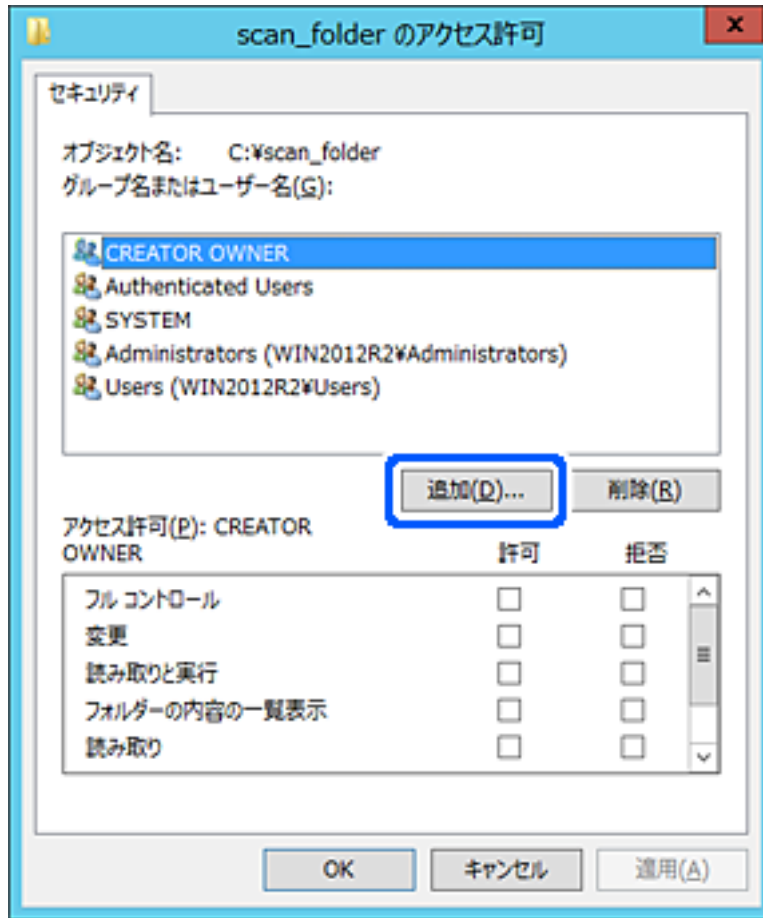 scan_folder のアクセス許可
x
セキュリティ
オブジェクト名: C:¥scan_folder
グループ名またはユーザー名(G):
CREATOR OWNER
Authenticated Users
SYSTEM
Administrators (WIN2012R2¥Administrators)
Users (WIN2012R2¥Users)
追加(D)... 削除(R)
アクセス許可(P): CREATOR
OWNER 許可 拒否
フル コントロール
変更
読み取りと実行
フォルダーの内容の一覧表示
読み取り
OK キャンセル 適用(A)